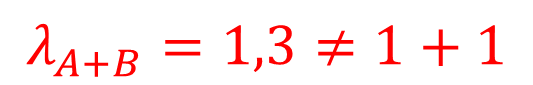 λ_{A+B} = 1,3 ≠ 1 + 1